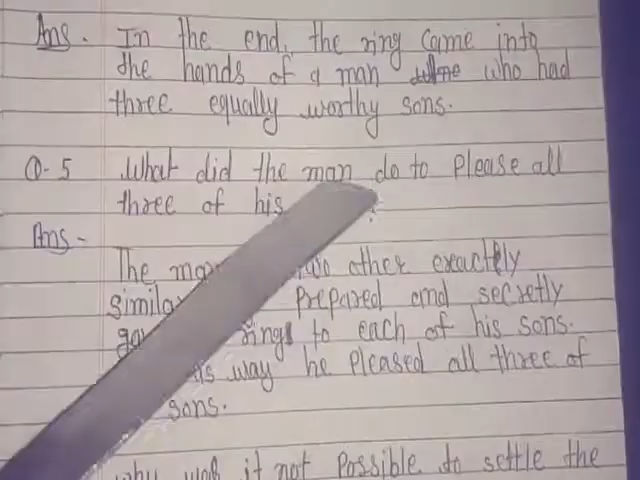 Ans. In the end, the ring came into
the hands of a man who had
three equally worthy sons.
Q-5 What did the man do to please all
three of his ?
Ans-
The man two other exactely
similar prepared and secretly
rings to each of his sons.
way he pleased all three of
sons.
why was it not possible to settle the